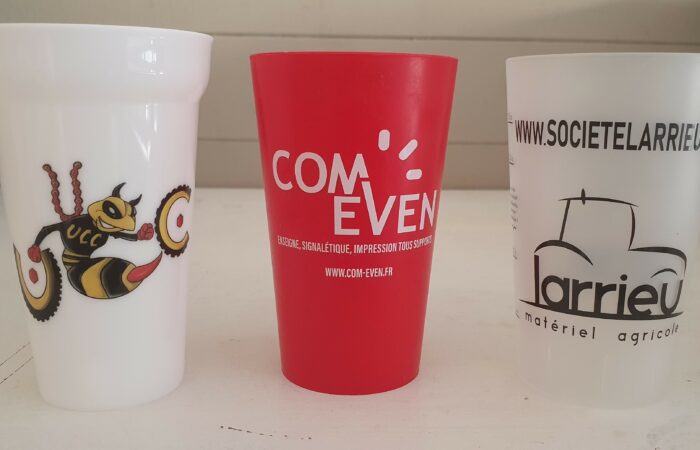 UCC
COM
EVEN
ENSEIGNE, SIGNALÉTIQUE, IMPRESSION TOUS SUPPORTS
WWW.COM-EVEN.FR
WWW.SOCIETELARRIEU
larrieu
matériel agricole